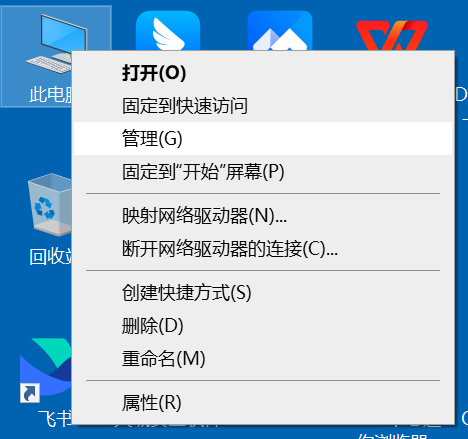 此电脑
打开(O)
固定到快速访问
管理(G)
固定到“开始”屏幕(P)
映射网络驱动器(N)...
断开网络驱动器的连接(C)...
回收站
创建快捷方式(S)
删除(D)
重命名(M)
属性(R)
飞书